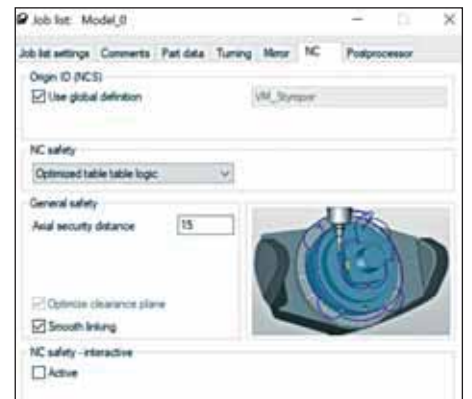 Job list: Model_0
Job list settings Comments Part data Turning Mirror NC Postprocessor
Origin ID (NCS)
Use global definition
NC safety
Optimized table table logic
General safety
Axial security distance 15
Optimize clearance plane
Smooth linking
NC safety - interactive
Active